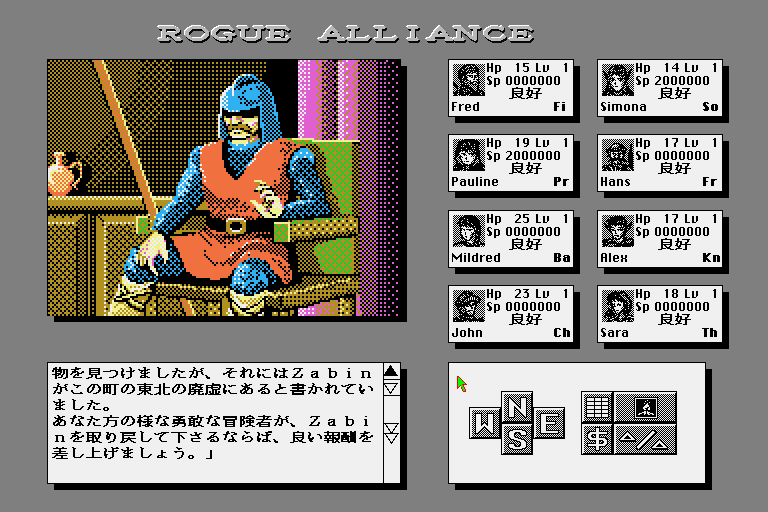 ROGUE ALLIANCE
Hp 15 Lv 1
Sp 0000000
良好
Fred Fi
Hp 14 Lv 1
Sp 2000000
良好
Simona So
Hp 19 Lv 1
Sp 2000000
良好
Pauline Pr
Hp 17 Lv 1
Sp 0000000
良好
Hans Fr
Hp 25 Lv 1
Sp 0000000
良好
Mildred Ba
Hp 17 Lv 1
Sp 0000000
良好
Alex Kn
Hp 23 Lv 1
Sp 0000000
良好
John Ch
Hp 18 Lv 1
Sp 0000000
良好
Sara Th
物を見つけましたが、それにはＺａｂｉｎ
がこの町の東北の廃虚にあると書かれてい
ました。
あなた方の様な勇敢な冒険者が、Ｚａｂｉ
ｎを取り戻して下さるならば、良い報酬を
差し上げましょう。」
N
W E
S
$